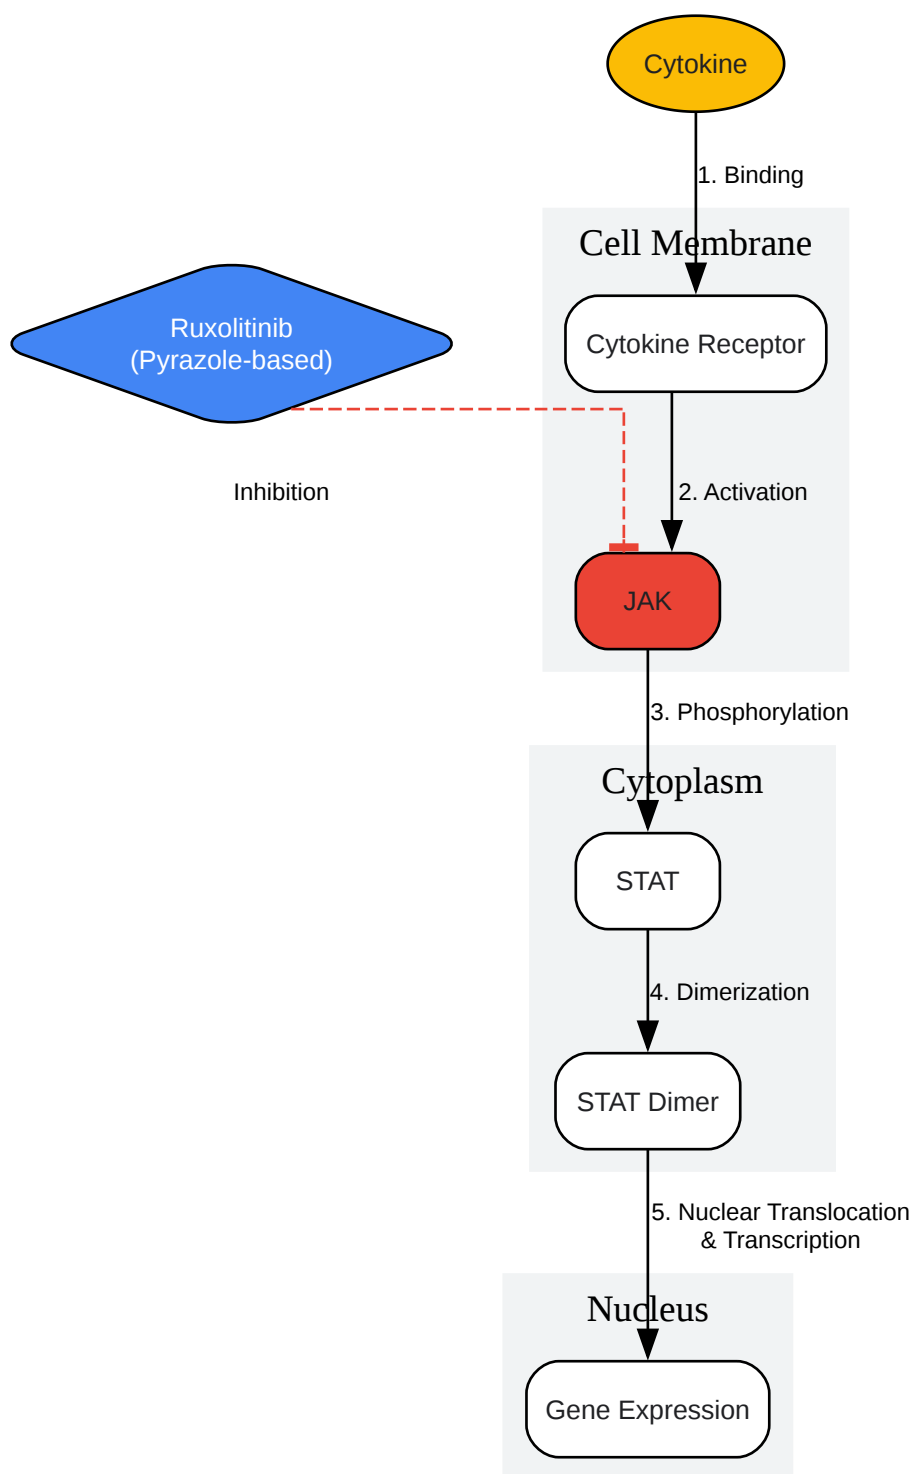 Cytokine
1. Binding
Cell Membrane
Ruxolitinib
(Pyrazole-based)
Cytokine Receptor
Inhibition
2. Activation
JAK
3. Phosphorylation
Cytoplasm
STAT
4. Dimerization
STAT Dimer
5. Nuclear Translocation
& Transcription
Nucleus
Gene Expression